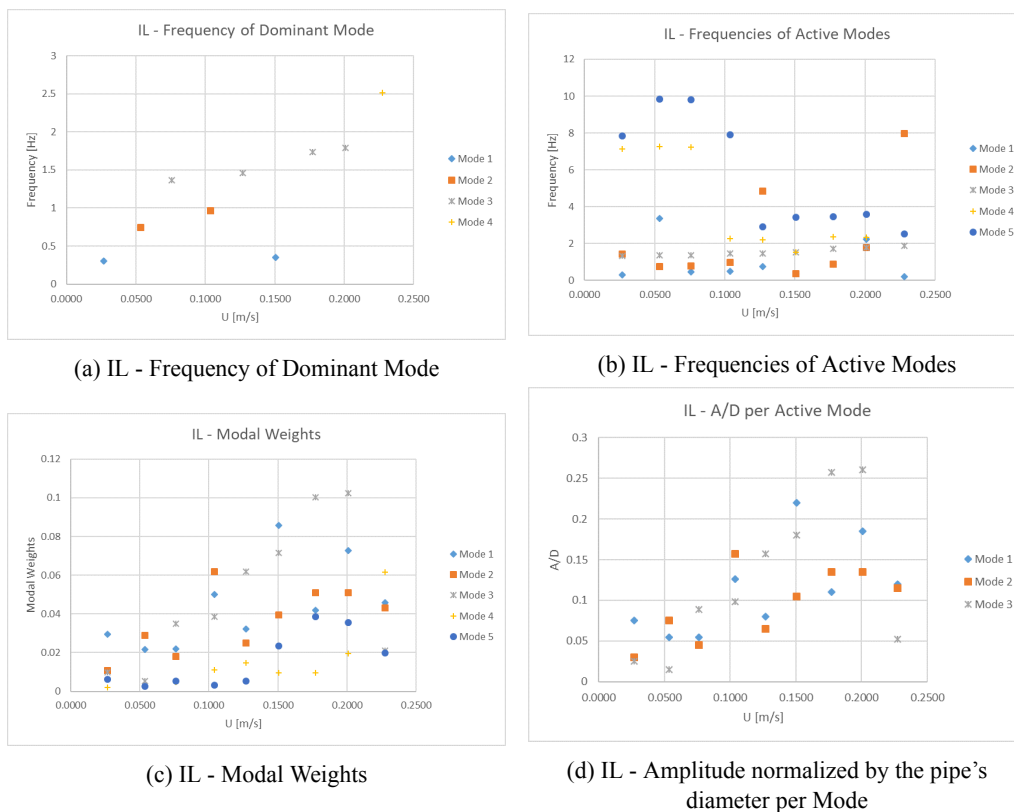 IL - Frequency of Dominant Mode
3
2.5
2
1.5
1
0.5
0
Frequency [Hz]
0.0000 0.0500 0.1000 0.1500 0.2000 0.2500
U [m/s]
Mode 1
Mode 2
Mode 3
Mode 4
(a) IL - Frequency of Dominant Mode
IL - Frequencies of Active Modes
12
10
8
6
4
2
0
Frequency [Hz]
0.0000 0.0500 0.1000 0.1500 0.2000 0.2500
U [m/s]
Mode 1
Mode 2
Mode 3
Mode 4
Mode 5
(b) IL - Frequencies of Active Modes
IL - Modal Weights
0.12
0.1
0.08
0.06
0.04
0.02
0
Modal Weights
0.0000 0.0500 0.1000 0.1500 0.2000 0.2500
U [m/s]
Mode 1
Mode 2
Mode 3
Mode 4
Mode 5
(c) IL - Modal Weights
IL - A/D per Active Mode
0.3
0.25
0.2
0.15
0.1
0.05
0
A/D
0.0000 0.0500 0.1000 0.1500 0.2000 0.2500
U [m/s]
Mode 1
Mode 2
Mode 3
(d) IL - Amplitude normalized by the pipe’s
diameter per Mode